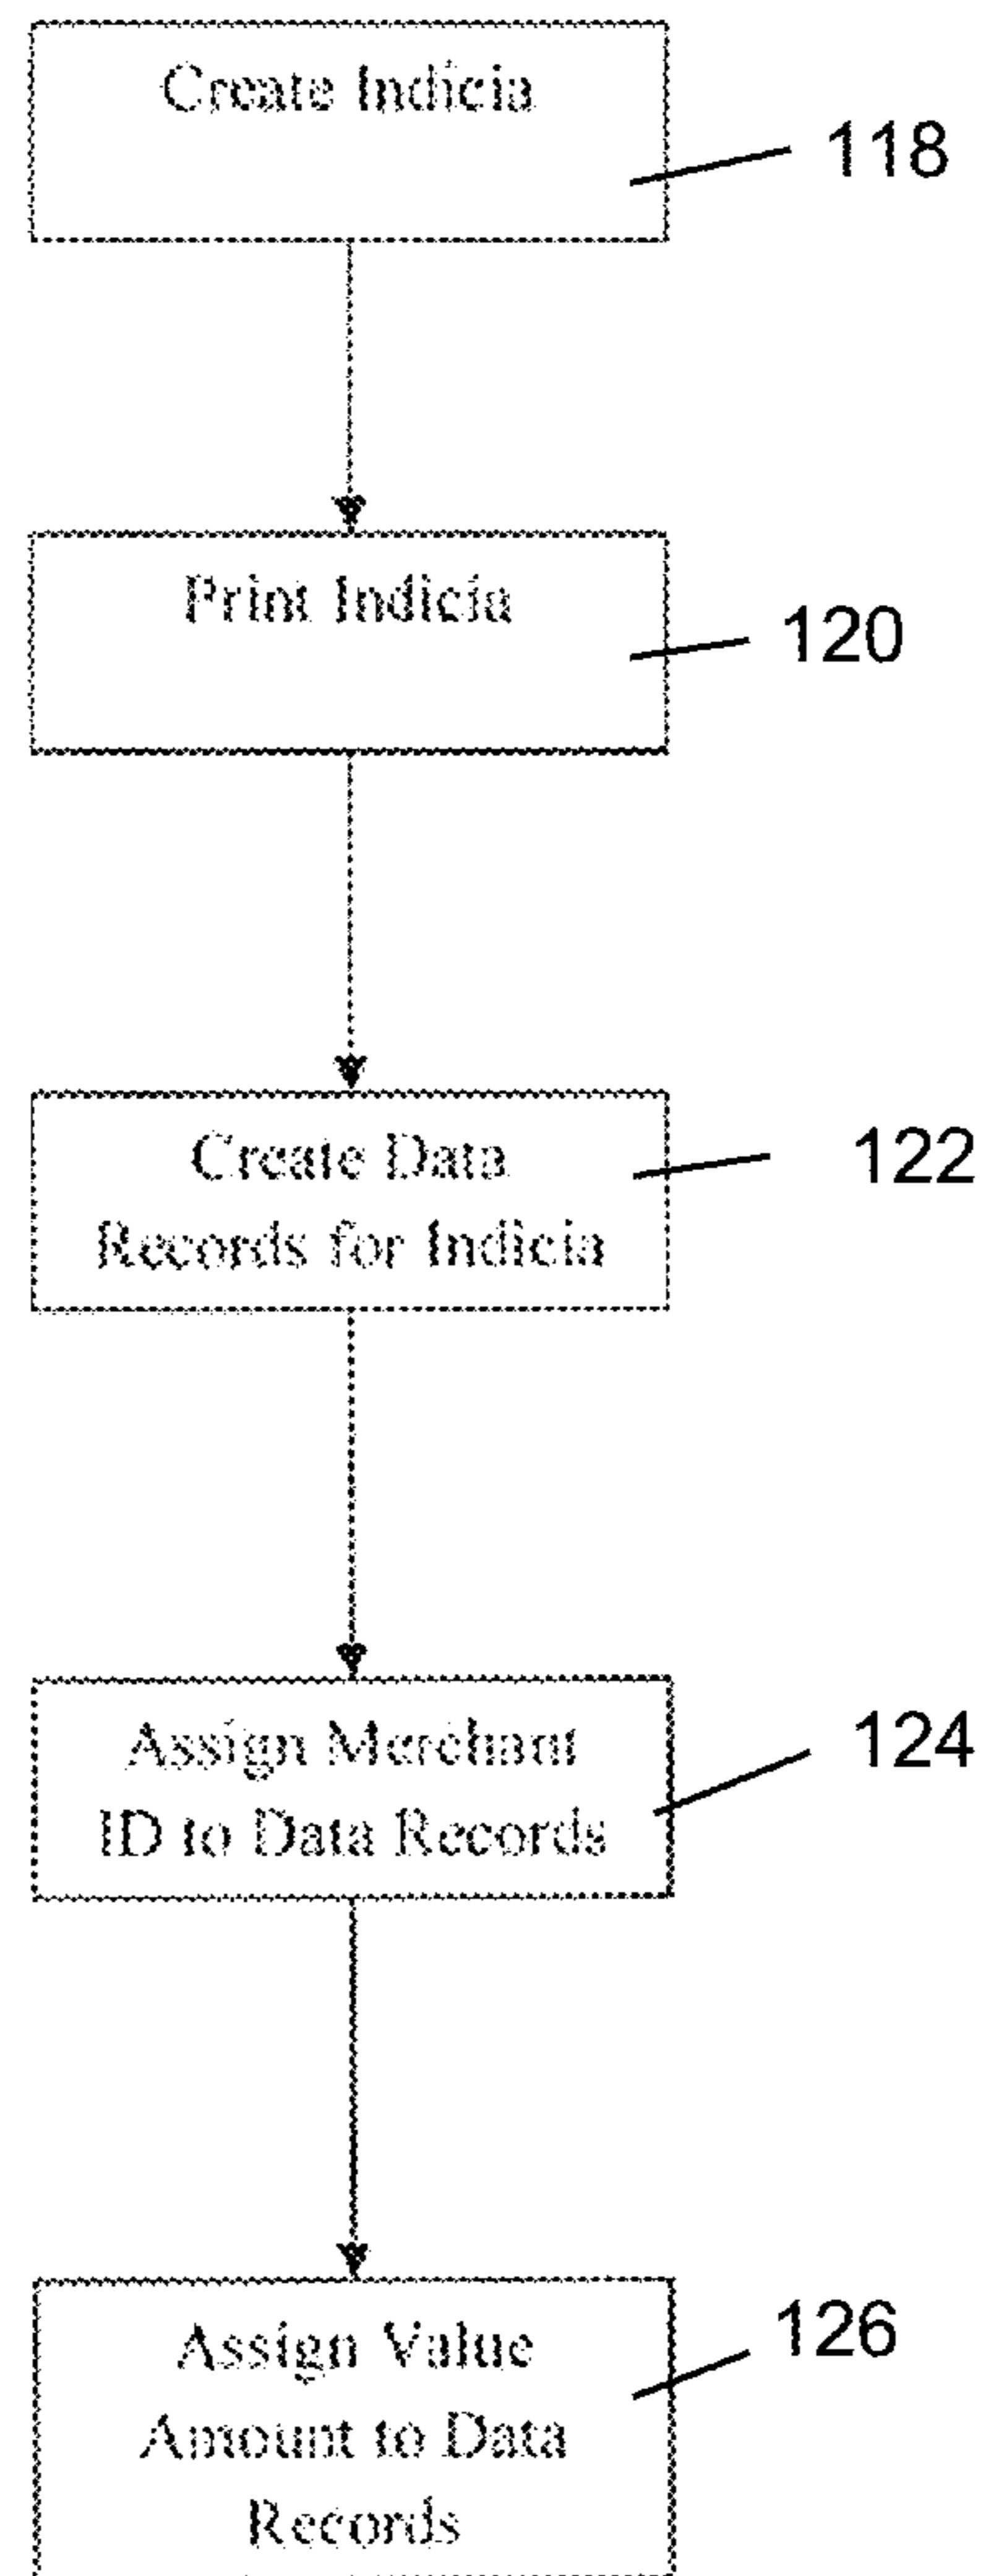 Create Indicia
118
Print Indicia
120
Create Data
Records for Indicia
122
Assign Merchant
ID to Data Records
124
Assign Value
Amount to Data
Records
126